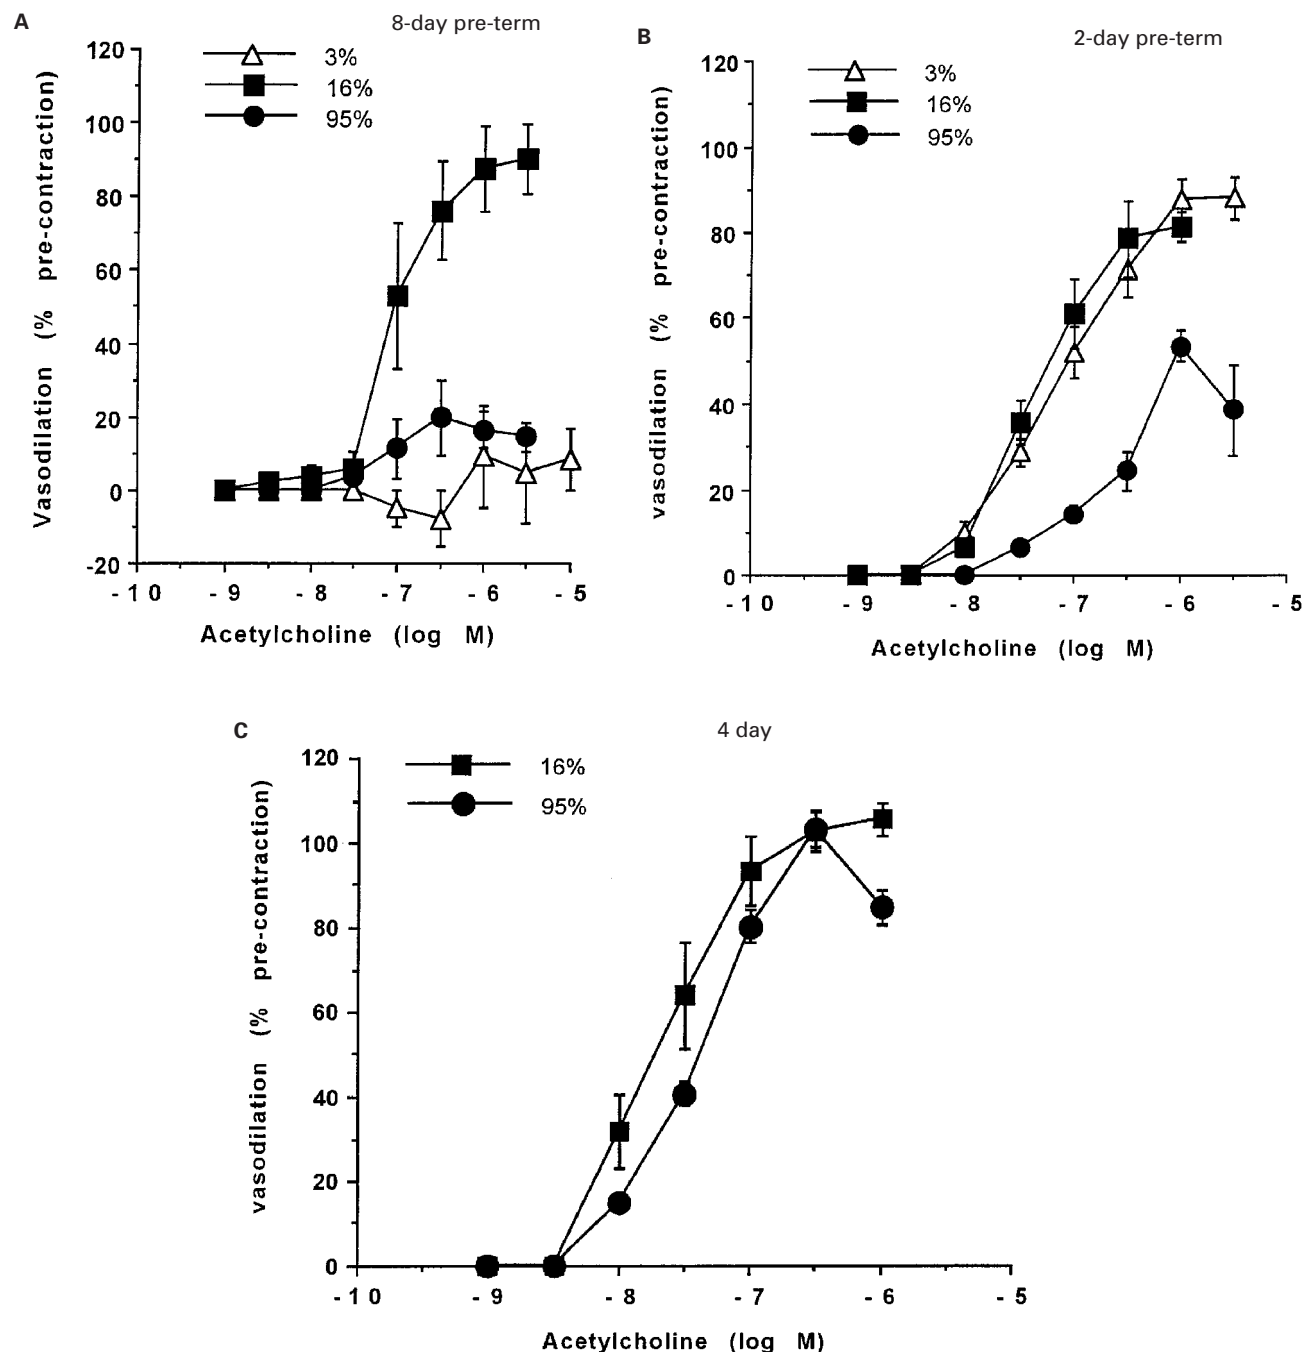 A
8-day pre-term
3%
16%
95%
120
100
80
60
40
20
0
-20
Vasodilation (% pre-contraction)
-10 -9 -8 -7 -6 -5
Acetylcholine (log M)
B
2-day pre-term
3%
16%
95%
120
100
80
60
40
20
0
vasodilation (% pre-contraction)
-10 -9 -8 -7 -6 -5
Acetylcholine (log M)
C
4 day
16%
95%
120
100
80
60
40
20
0
vasodilation (% pre-contraction)
-10 -9 -8 -7 -6 -5
Acetylcholine (log M)